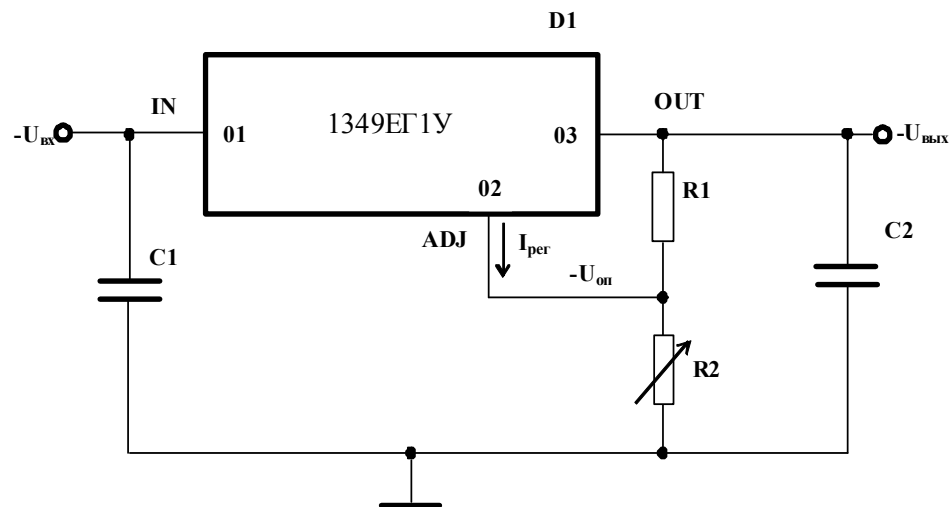 D1
IN
OUT
-Uвх
01
1349ЕГ1У
03
-Uвых
02
R1
ADJ
Iрег
C1
C2
-Uоп
R2